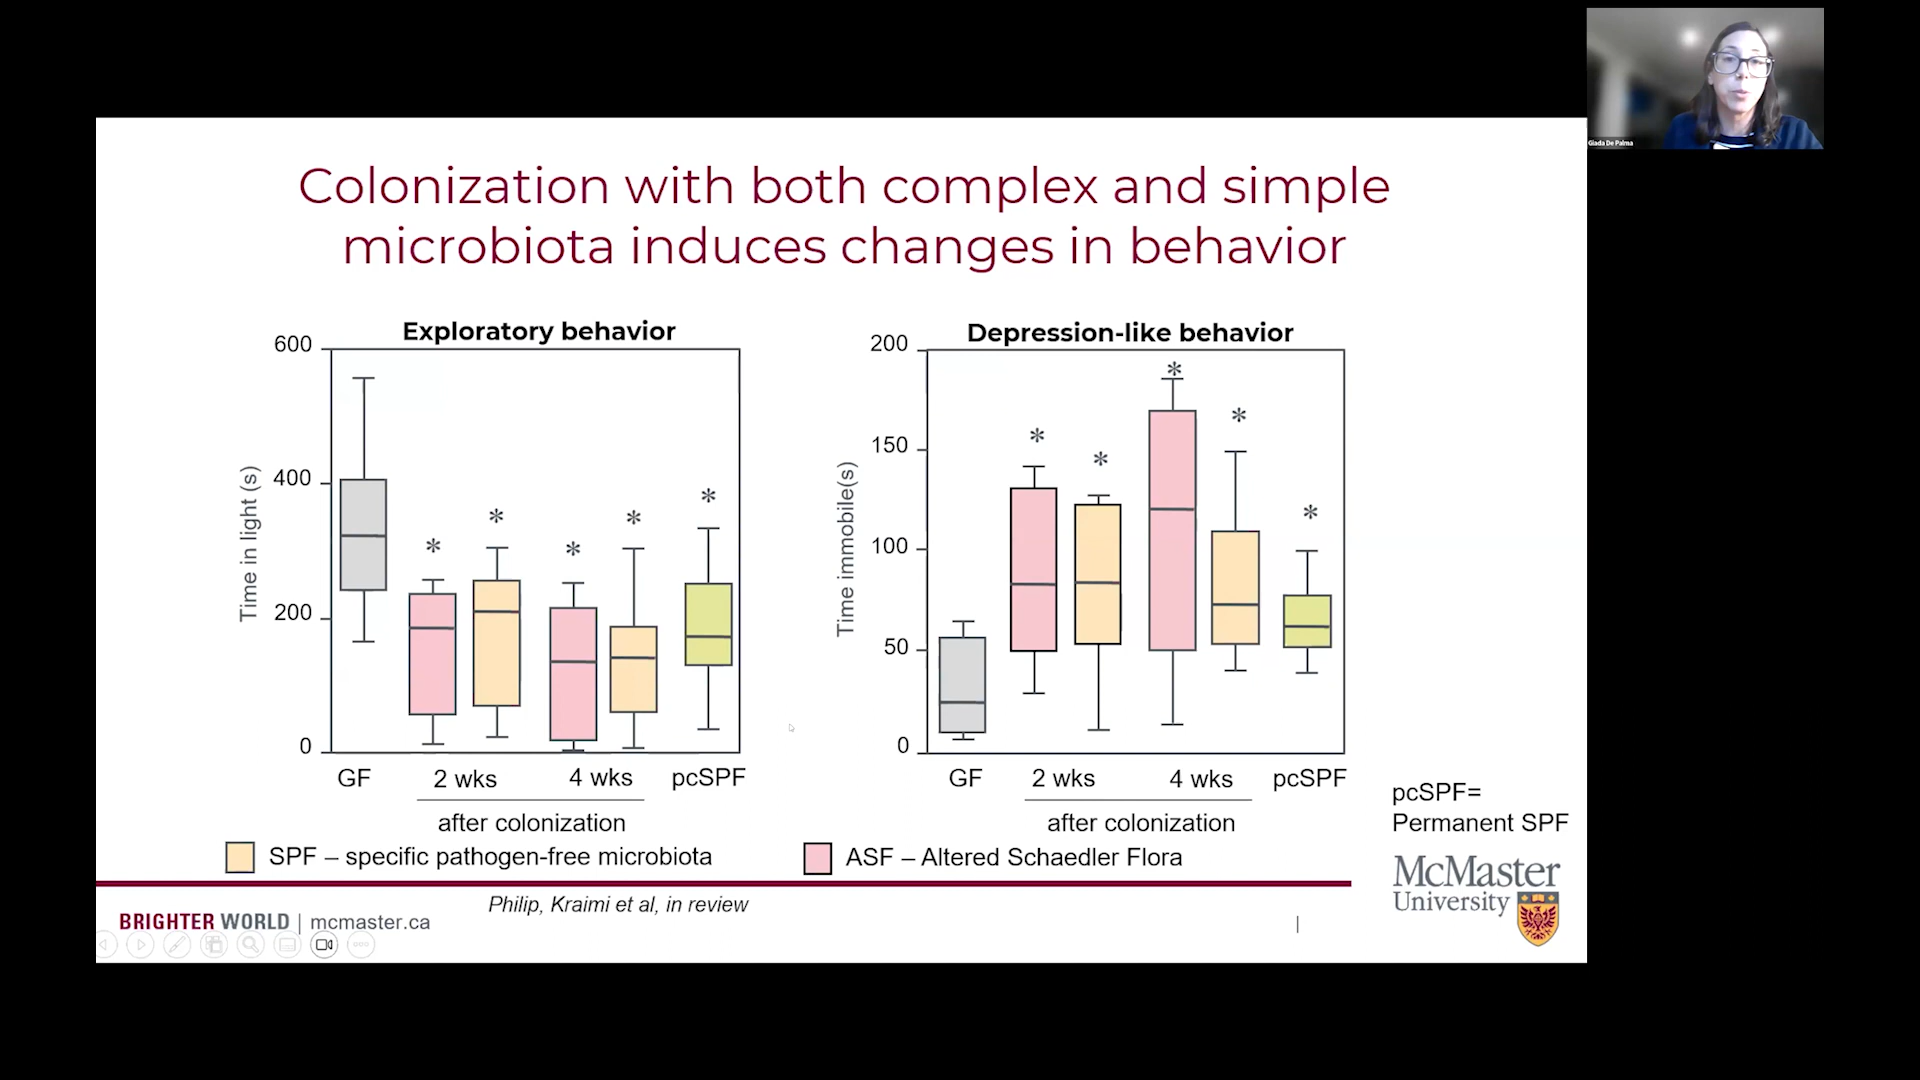 Giada De Palma
Colonization with both complex and simple
microbiota induces changes in behavior
Exploratory behavior
600
400
200
0
Time in light (s)
* * * * *
GF 2 wks 4 wks pcSPF
after colonization
Depression-like behavior
200
150
100
50
0
Time immobile(s)
* * * * *
GF 2 wks 4 wks pcSPF
after colonization
pcSPF=
Permanent SPF
SPF – specific pathogen-free microbiota
ASF – Altered Schaedler Flora
Philip, Kraimi et al, in review
BRIGHTER WORLD | mcmaster.ca
|
McMaster
University